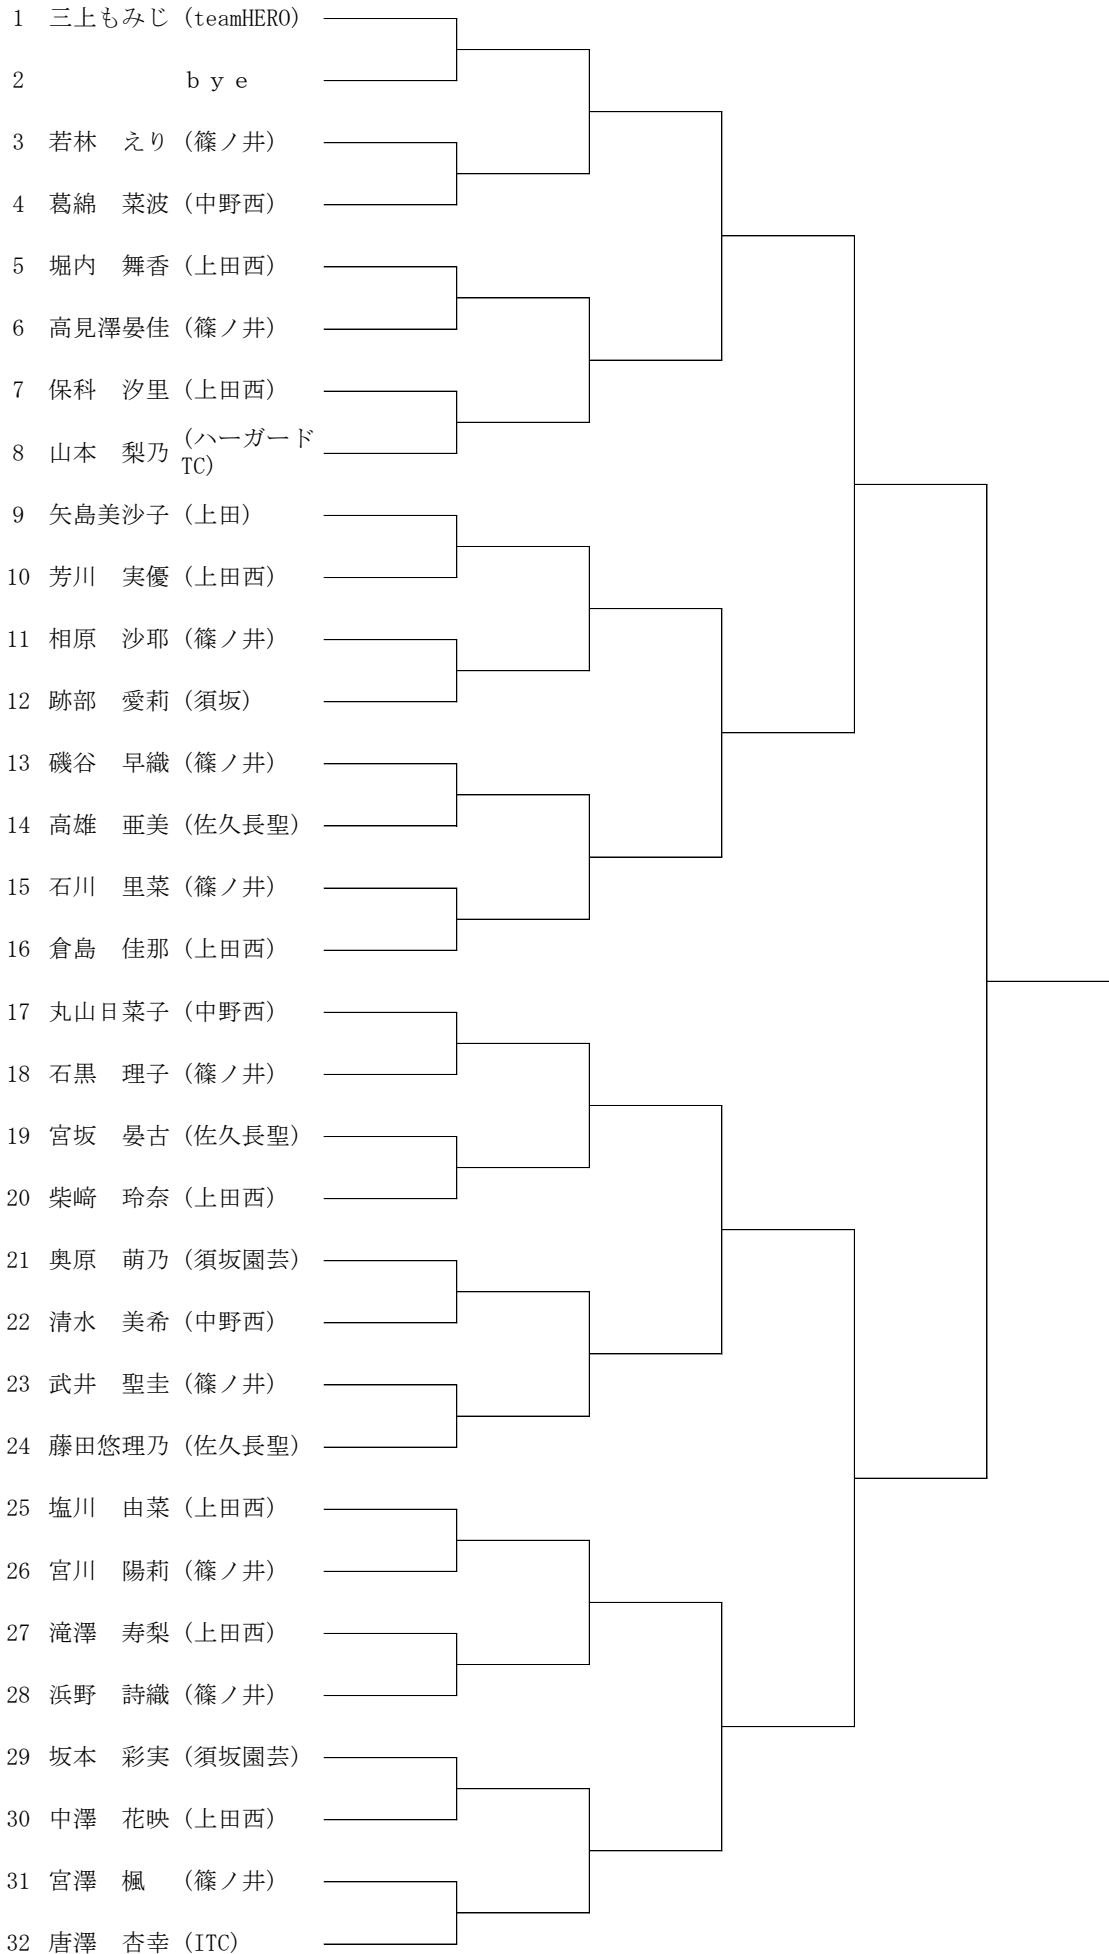 1 三上もみじ (teamHERO)
2 ｂｙｅ
3 若林　えり (篠ノ井)
4 葛綿　菜波 (中野西)
5 堀内　舞香 (上田西)
6 高見澤晏佳 (篠ノ井)
7 保科　汐里 (上田西)
8 山本　梨乃 (ハーガード
TC)
9 矢島美沙子 (上田)
10 芳川　実優 (上田西)
11 相原　沙耶 (篠ノ井)
12 跡部　愛莉 (須坂)
13 磯谷　早織 (篠ノ井)
14 高雄　亜美 (佐久長聖)
15 石川　里菜 (篠ノ井)
16 倉島　佳那 (上田西)
17 丸山日菜子 (中野西)
18 石黒　理子 (篠ノ井)
19 宮坂　晏古 (佐久長聖)
20 柴﨑　玲奈 (上田西)
21 奥原　萌乃 (須坂園芸)
22 清水　美希 (中野西)
23 武井　聖圭 (篠ノ井)
24 藤田悠理乃 (佐久長聖)
25 塩川　由菜 (上田西)
26 宮川　陽莉 (篠ノ井)
27 滝澤　寿梨 (上田西)
28 浜野　詩織 (篠ノ井)
29 坂本　彩実 (須坂園芸)
30 中澤　花映 (上田西)
31 宮澤　楓 (篠ノ井)
32 唐澤　杏幸 (ITC)